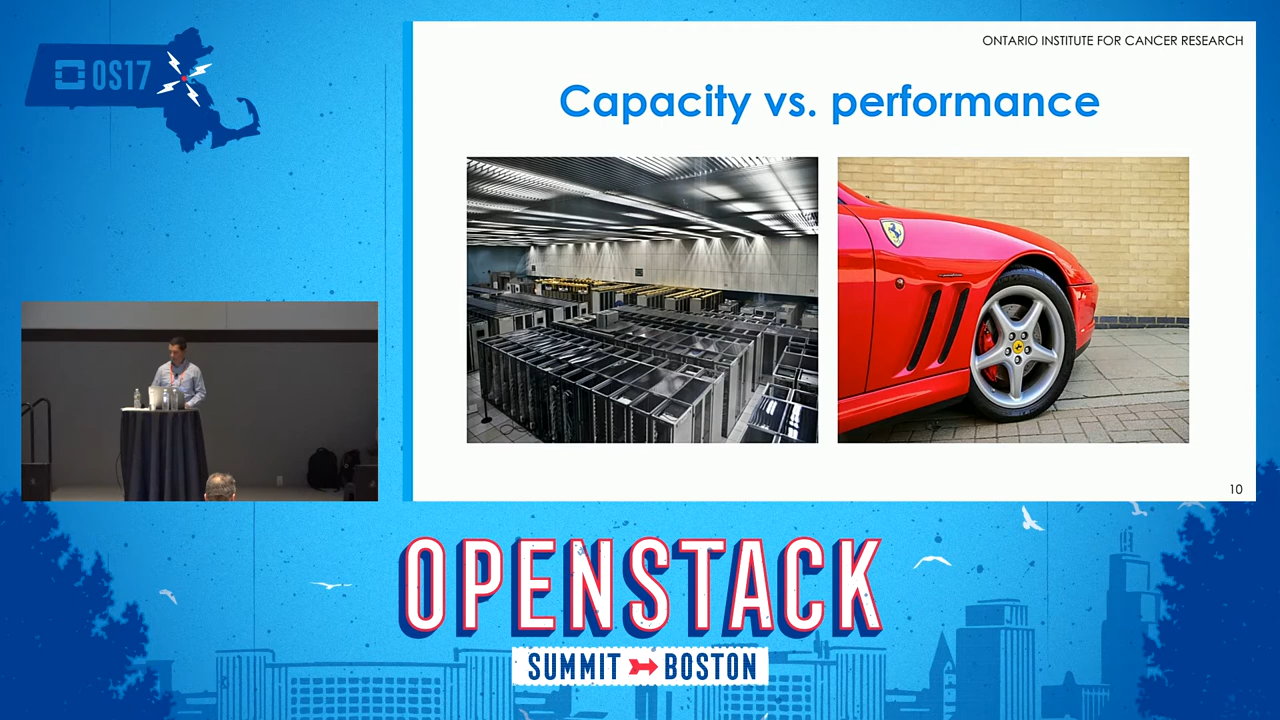 OS17
ONTARIO INSTITUTE FOR CANCER RESEARCH
Capacity vs. performance
10
OPENSTACK
SUMMIT BOSTON